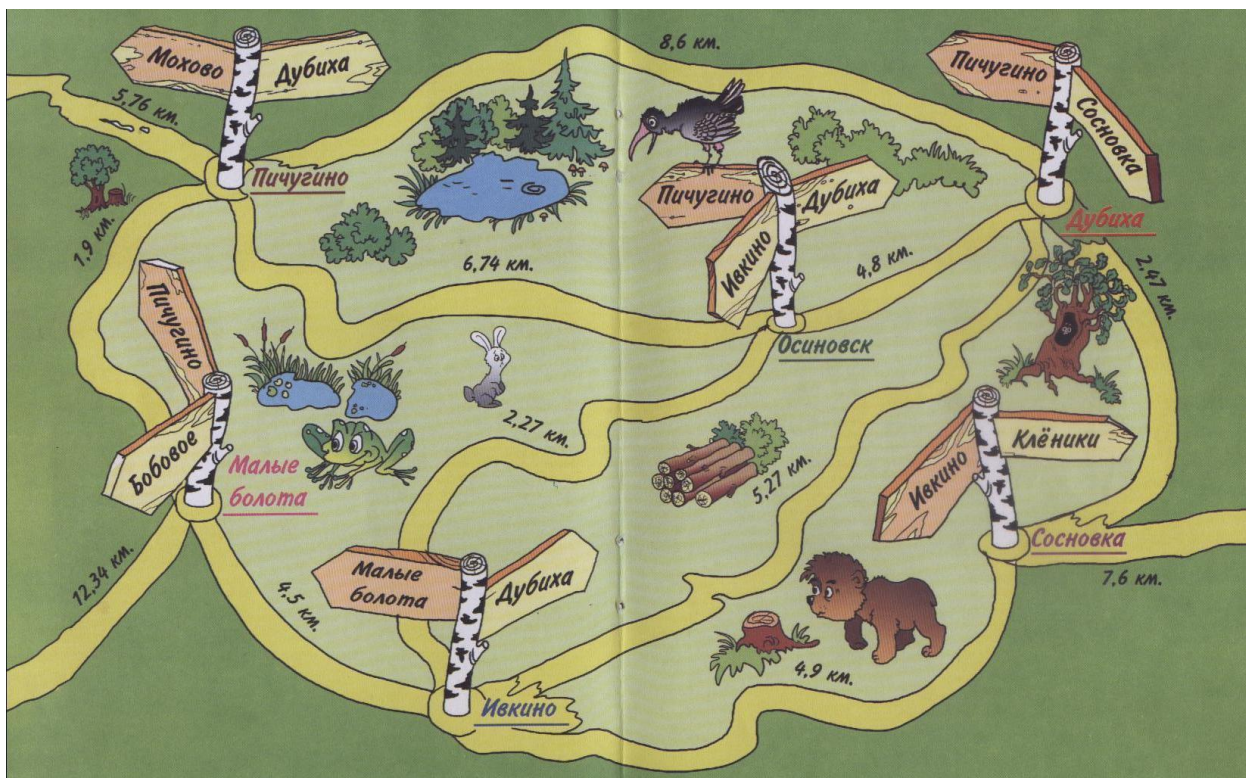 8,6 км.
Мохово
Дубиха
Пичугино
Сосновка
5,76 км.
Пичугино
Пичугино
Дубиха
Ивкино
Дубиха
1,9 км.
6,74 км.
4,8 км.
2,47 км.
Пичугино
Осиновск
Бобовое
Малые
болота
2,27 км.
5,27 км.
Ивкино
Клёники
Сосновка
12,34 км.
4,5 км.
Малые
болота
Дубиха
7,6 км.
4,9 км.
Ивкино